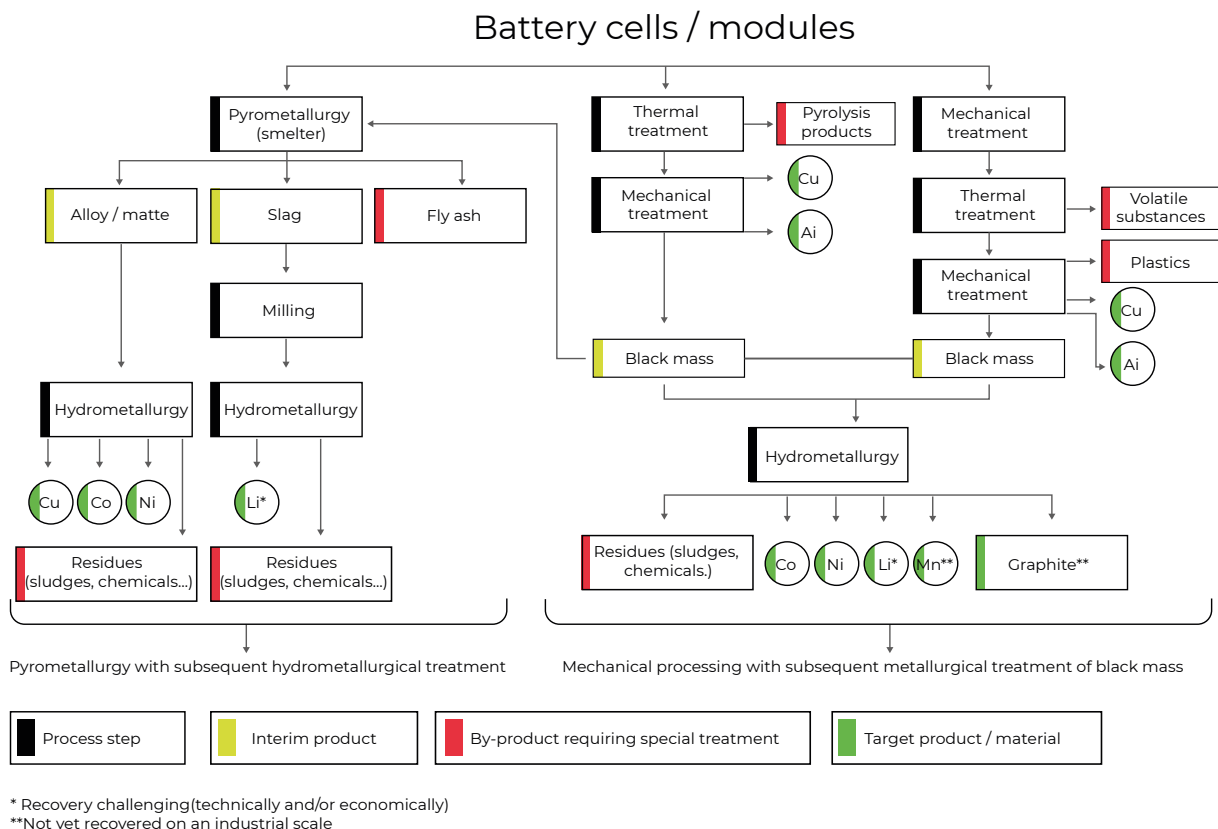 Battery cells / modules
Pyrometallurgy
(smelter)
Thermal
treatment
Pyrolysis
products
Mechanical
treatment
Alloy / matte
Slag
Fly ash
Mechanical
treatment
Cu
Ai
Thermal
treatment
Volatile
substances
Milling
Mechanical
treatment
Plastics
Cu
Ai
Black mass
Black mass
Hydrometallurgy
Hydrometallurgy
Hydrometallurgy
Cu
Co
Ni
Li*
Residues
(sludges, chemicals...)
Residues
(sludges, chemicals...)
Residues (sludges,
chemicals.)
Co
Ni
Li*
Mn**
Graphite**
Pyrometallurgy with subsequent hydrometallurgical treatment
Mechanical processing with subsequent metallurgical treatment of black mass
Process step
Interim product
By-product requiring special treatment
Target product / material
* Recovery challenging(technically and/or economically)
**Not yet recovered on an industrial scale